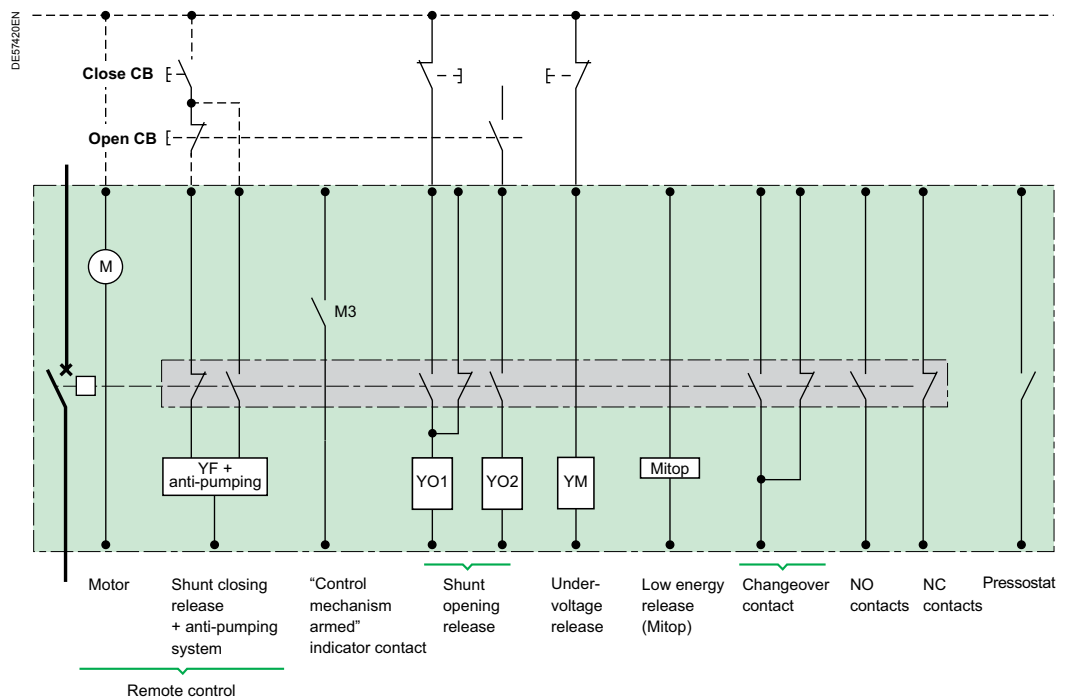 DE57420EN
Close CB
Open CB
M
M3
YF +
anti-pumping
YO1
YO2
YM
Mitop
Motor
Shunt closing
release
+ anti-pumping
system
“Control
mechanism
armed”
indicator contact
Shunt
opening
release
Under-
voltage
release
Low energy
release
(Mitop)
Changeover
contact
NO
contacts
NC
contacts
Pressostat
Remote control